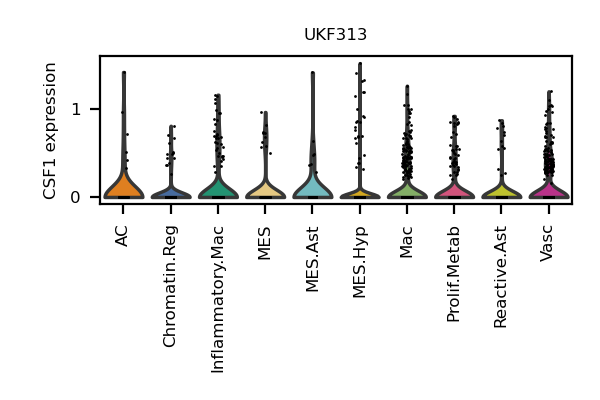 UKF313
CSF1 expression
1
0
AC
Chromatin.Reg
Inflammatory.Mac
MES
MES.Ast
MES.Hyp
Mac
Prolif.Metab
Reactive.Ast
Vasc